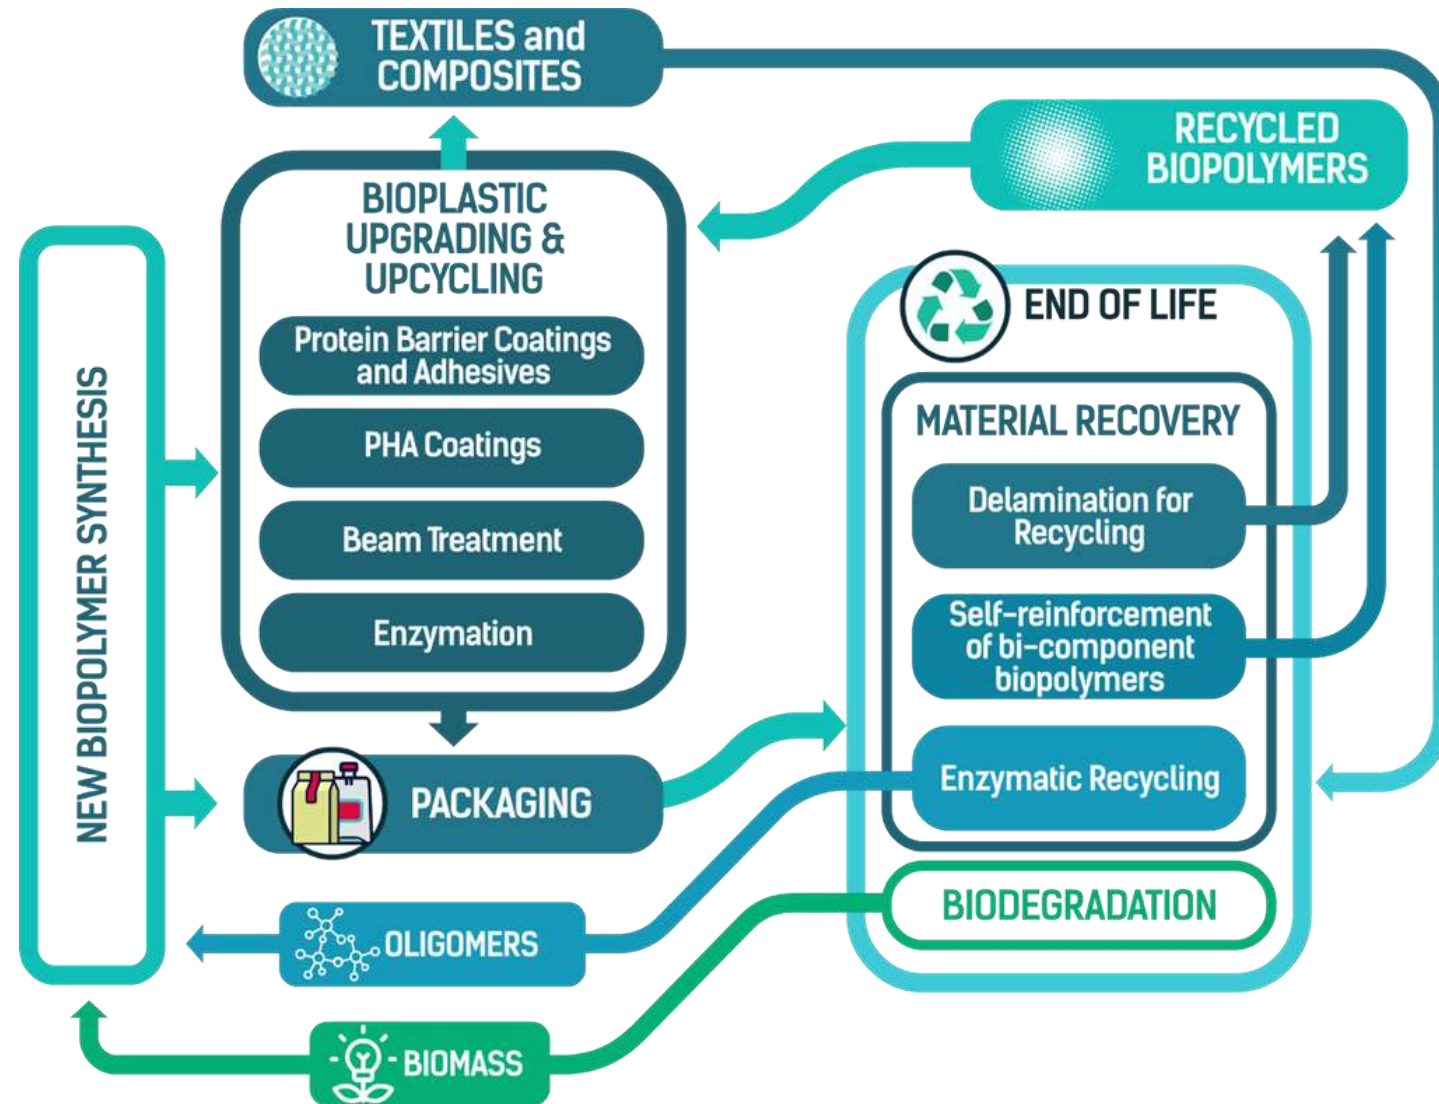 TEXTILES and
COMPOSITES
RECYCLED
BIOPOLYMERS
BIOPLASTIC
UPGRADING &
UPCYCLING
Protein Barrier Coatings
and Adhesives
PHA Coatings
Beam Treatment
Enzymation
NEW BIOPOLYMER SYNTHESIS
END OF LIFE
MATERIAL RECOVERY
Delamination for
Recycling
Self-reinforcement
of bi-component
biopolymers
Enzymatic Recycling
PACKAGING
BIODEGRADATION
OLIGOMERS
BIOMASS